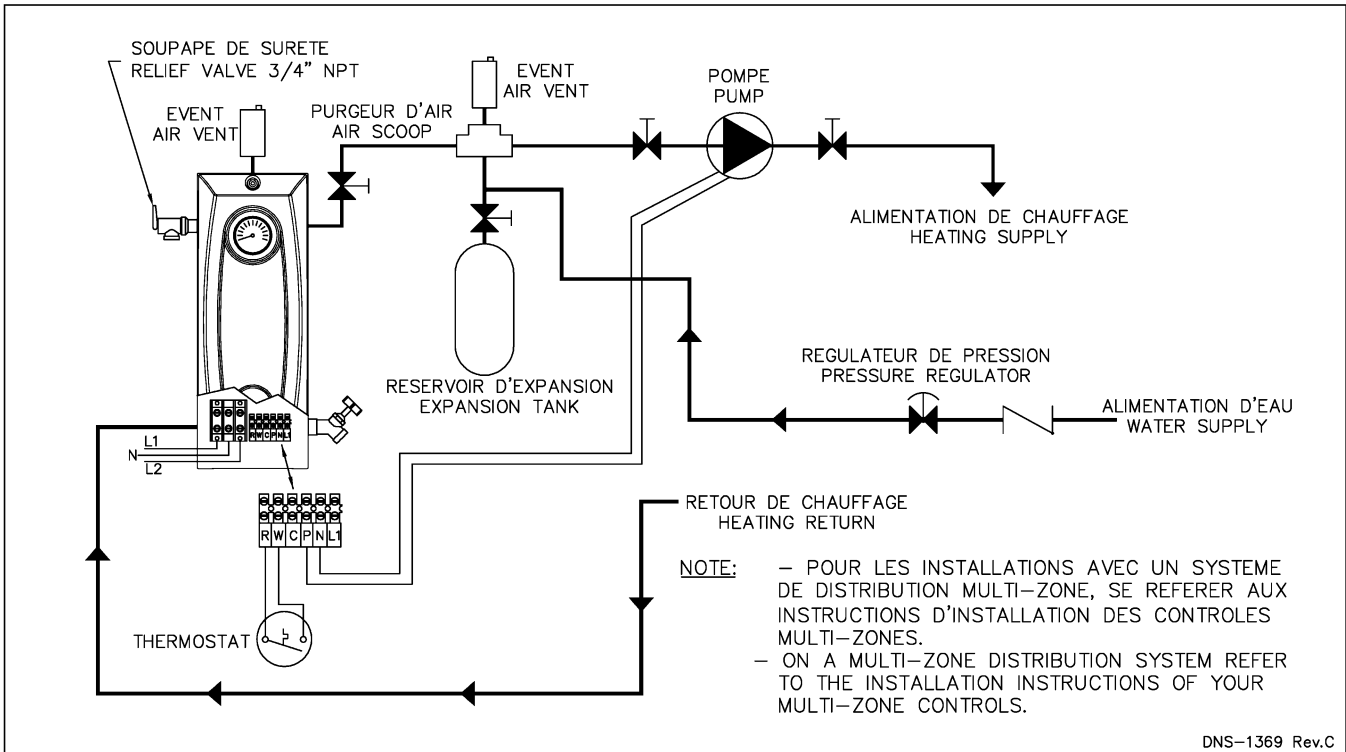 SOUPAPE DE SURETE
RELIEF VALVE 3/4" NPT
EVENT
AIR VENT
PURGEUR D'AIR
AIR SCOOP
EVENT
AIR VENT
POMPE
PUMP
ALIMENTATION DE CHAUFFAGE
HEATING SUPPLY
RESERVOIR D'EXPANSION
EXPANSION TANK
REGULATEUR DE PRESSION
PRESSURE REGULATOR
ALIMENTATION D'EAU
WATER SUPPLY
L1
N
L2
R W C P N L1
R W C P N L1
THERMOSTAT
RETOUR DE CHAUFFAGE
HEATING RETURN
NOTE: – POUR LES INSTALLATIONS AVEC UN SYSTEME
DE DISTRIBUTION MULTI–ZONE, SE REFERER AUX
INSTRUCTIONS D'INSTALLATION DES CONTROLES
MULTI–ZONES.
– ON A MULTI–ZONE DISTRIBUTION SYSTEM REFER
TO THE INSTALLATION INSTRUCTIONS OF YOUR
MULTI–ZONE CONTROLS.
DNS–1369 Rev.C